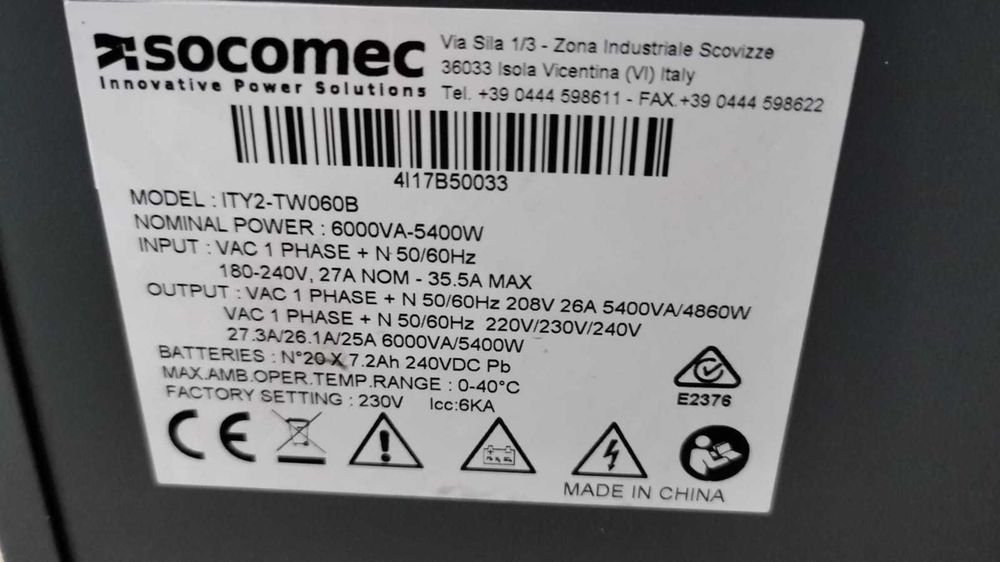 socomec
Innovative Power Solutions
Via Sila 1/3 - Zona Industriale Scovizze
36033 Isola Vicentina (VI) Italy
Tel. +39 0444 598611 - FAX.+39 0444 598622
4I17B50033
MODEL : ITY2-TW060B
NOMINAL POWER : 6000VA-5400W
INPUT : VAC 1 PHASE + N 50/60Hz
180-240V, 27A NOM - 35.5A MAX
OUTPUT : VAC 1 PHASE + N 50/60Hz 208V 26A 5400VA/4860W
VAC 1 PHASE + N 50/60Hz 220V/230V/240V
27.3A/26.1A/25A 6000VA/5400W
BATTERIES : N°20 X 7.2Ah 240VDC Pb
MAX.AMB.OPER.TEMP.RANGE : 0-40°C
FACTORY SETTING : 230V Icc:6KA
E2376
CE
MADE IN CHINA